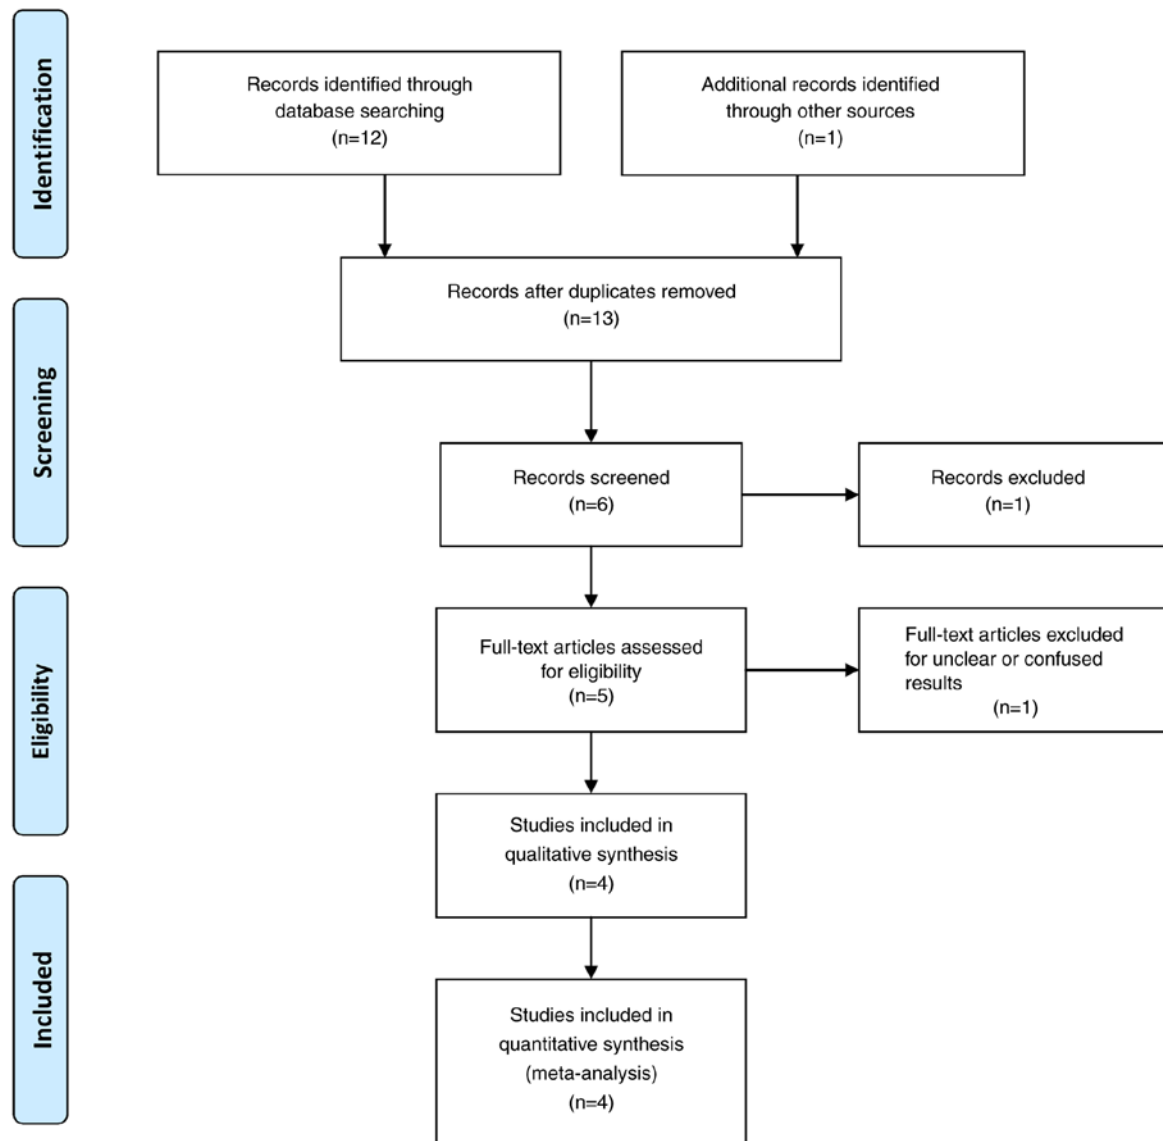 Identification
Records identified through
database searching
(n=12)
Additional records identified
through other sources
(n=1)
Records after duplicates removed
(n=13)
Screening
Records screened
(n=6)
Records excluded
(n=1)
Eligibility
Full-text articles assessed
for eligibility
(n=5)
Full-text articles excluded
for unclear or confused
results
(n=1)
Studies included in
qualitative synthesis
(n=4)
Included
Studies included in
quantitative synthesis
(meta-analysis)
(n=4)